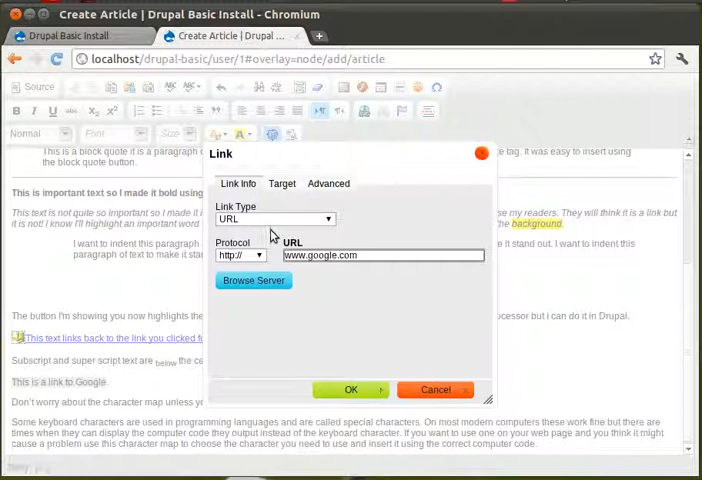 Create Article | Drupal Basic Install - Chromium
Drupal Basic Install
Create Article | Drupal ...
localhost/drupal-basic/user/1#overlay=node/add/article
Source
Normal
Font
Size
This is a block quote it is a paragraph o
te tag, it was easy to insert using
the block quote button.
This is important text so I made it bold using
This text is not quite so important so I made it i
se my readers. They will think it is a link but
it is not! I know I'll highlight an important word
the background.
I want to indent this paragraph
e it stand out. I want to indent this
paragraph of text to make it stan
The button I'm showing you now highlights the
ocessor but i can do it in Drupal.
This text links back to the link you clicked fr
Subscript and super script text are below the ce
This is a link to Google.
Don't worry about the character map unless yo
Some keyboard characters are used in programming languages and are called special characters. On most modern computers these work fine but there are
times when they can display the computer code they output instead of the keyboard character. If you want to use one on your web page and you think it might
cause a problem use this character map to choose the character you need to use and insert it using the correct computer code.
Link
Link Info
Target
Advanced
Link Type
URL
Protocol
URL
http://
www.google.com
Browse Server
OK
Cancel